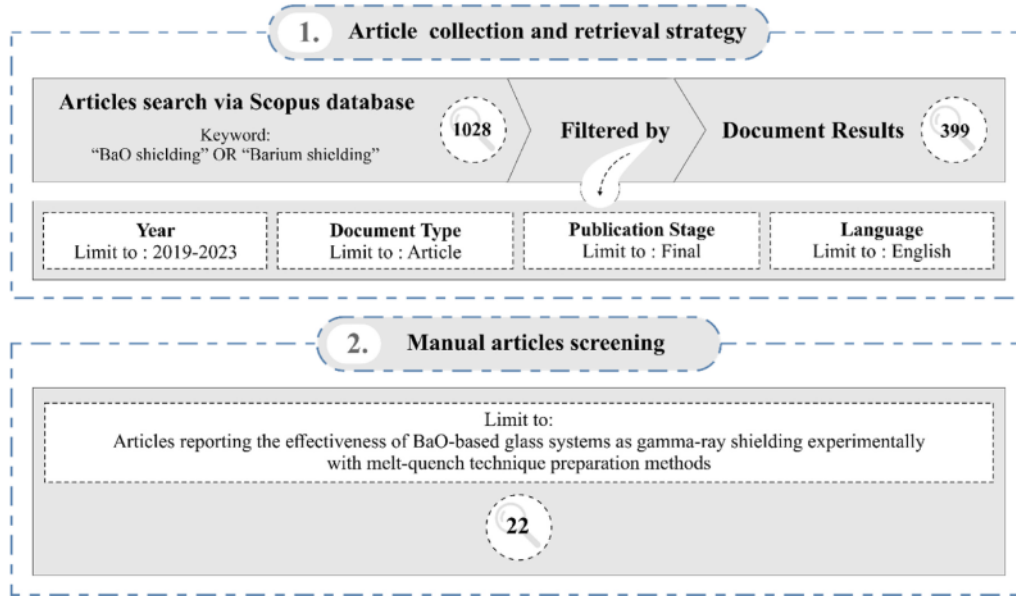 1. Article collection and retrieval strategy
Articles search via Scopus database
Keyword:
“BaO shielding” OR “Barium shielding”
1028
Filtered by
Document Results
399
Year
Limit to : 2019-2023
Document Type
Limit to : Article
Publication Stage
Limit to : Final
Language
Limit to : English
2. Manual articles screening
Limit to:
Articles reporting the effectiveness of BaO-based glass systems as gamma-ray shielding experimentally
with melt-quench technique preparation methods
22